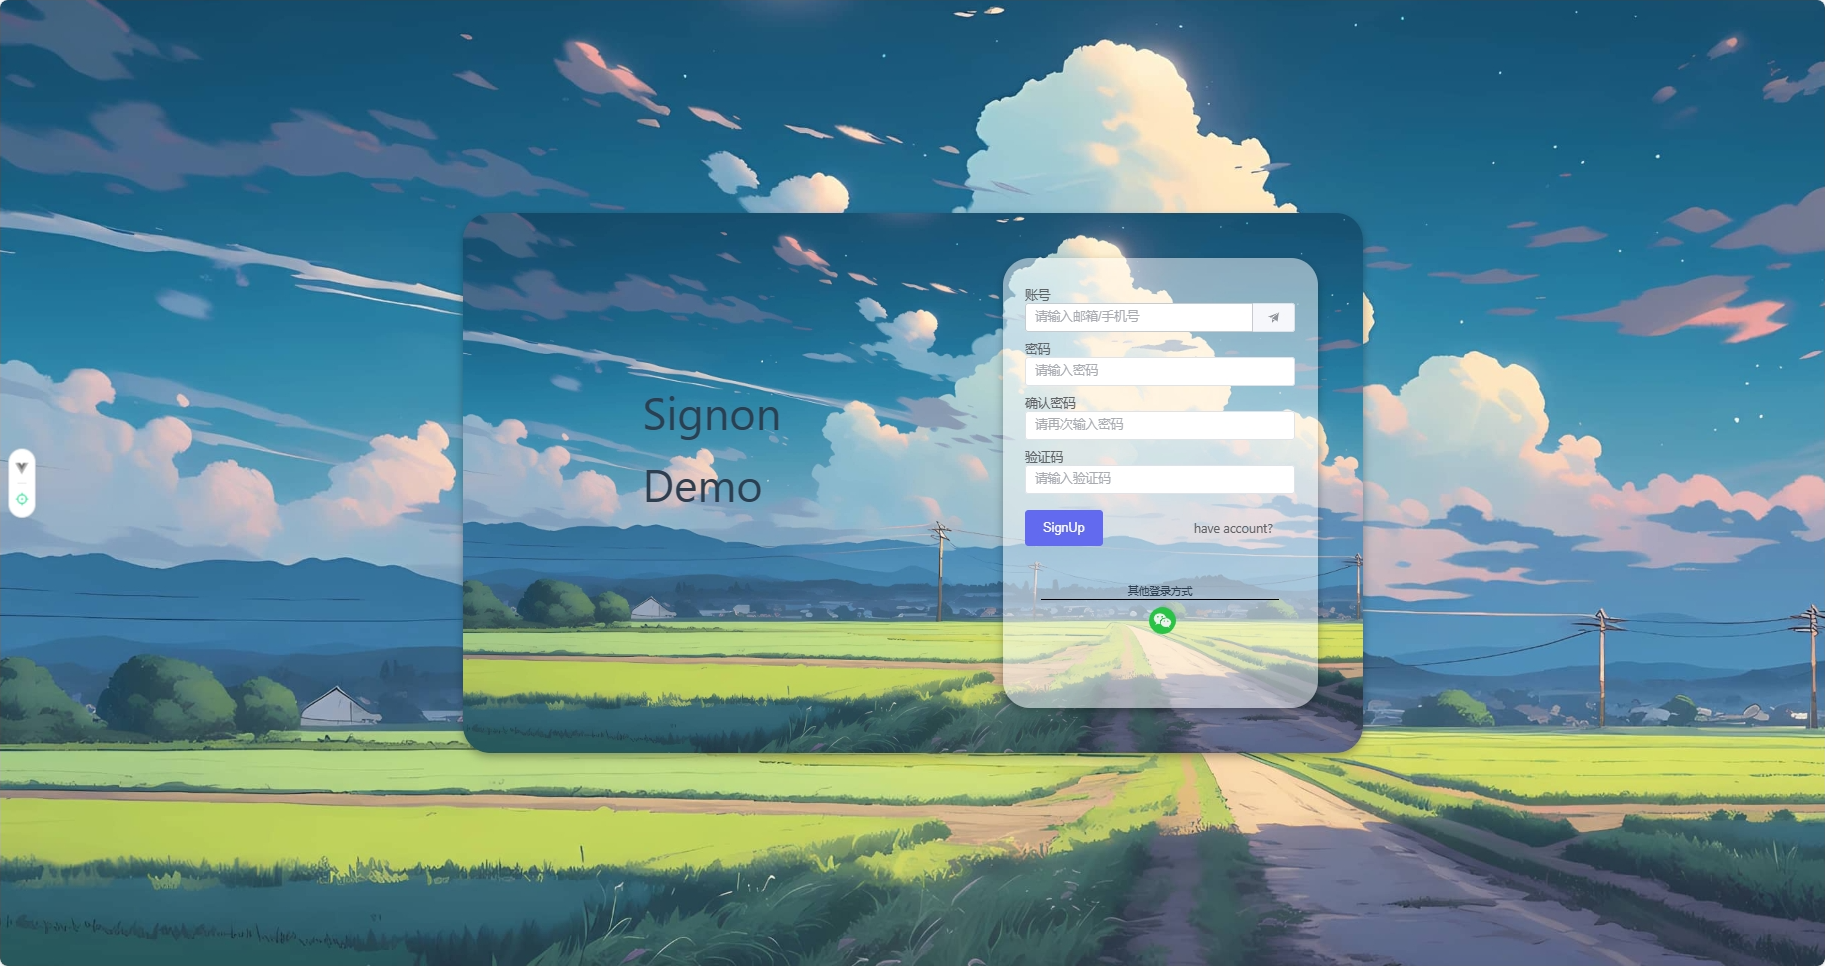 Signon
Demo
账号
请输入邮箱/手机号
密码
请输入密码
确认密码
请再次输入密码
验证码
请输入验证码
SignUp
have account?
其他登录方式